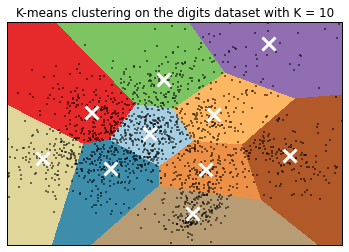 K-means clustering on the digits dataset with K = 10